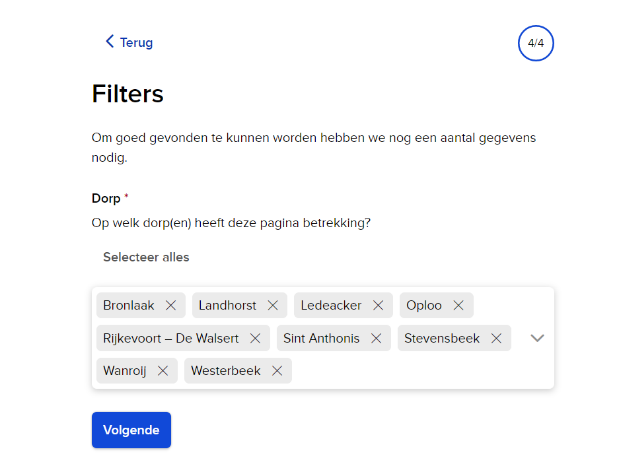 Terug
4/4
Filters
Om goed gevonden te kunnen worden hebben we nog een aantal gegevens
nodig.
Dorp *
Op welk dorp(en) heeft deze pagina betrekking?
Selecteer alles
Bronlaak Landhorst Ledeacker Oploo
Rijkevoort – De Walsert Sint Anthonis Stevensbeek
Wanroij Westerbeek
Volgende